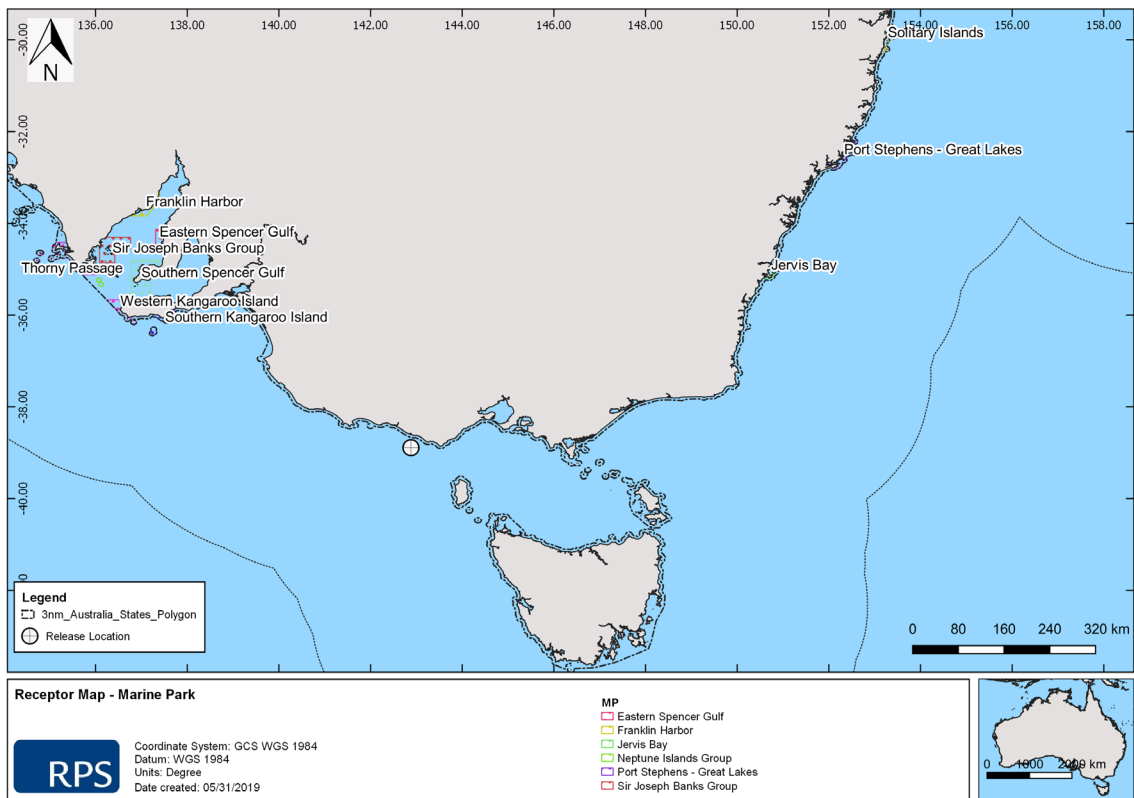 136.00 138.00 140.00 142.00 144.00 146.00 148.00 150.00 152.00 154.00 156.00 158.00
-30.00
N
Solitary Islands
-32.00
Port Stephens - Great Lakes
Franklin Harbor
-34.00
Eastern Spencer Gulf
Sir Joseph Banks Group
Thorny Passage
Southern Spencer Gulf
Jervis Bay
Western Kangaroo Island
Southern Kangaroo Island
-36.00
-38.00
-40.00
Legend
3nm_Australia_States_Polygon
Release Location
0 80 160 240 320 km
Receptor Map - Marine Park
RPS
Coordinate System: GCS WGS 1984
Datum: WGS 1984
Units: Degree
Date created: 05/31/2019
MP
Eastern Spencer Gulf
Franklin Harbor
Jervis Bay
Neptune Islands Group
Port Stephens - Great Lakes
Sir Joseph Banks Group
0 1000 2000 km